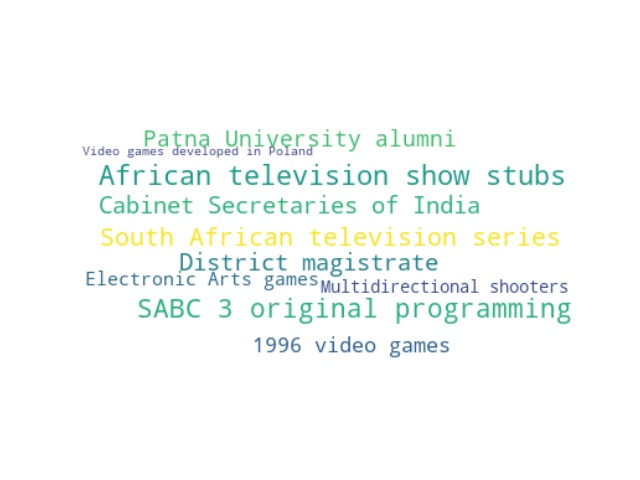 Patna University alumni
Video games developed in Poland
African television show stubs
Cabinet Secretaries of India
South African television series
District magistrate
Electronic Arts games
Multidirectional shooters
SABC 3 original programming
1996 video games